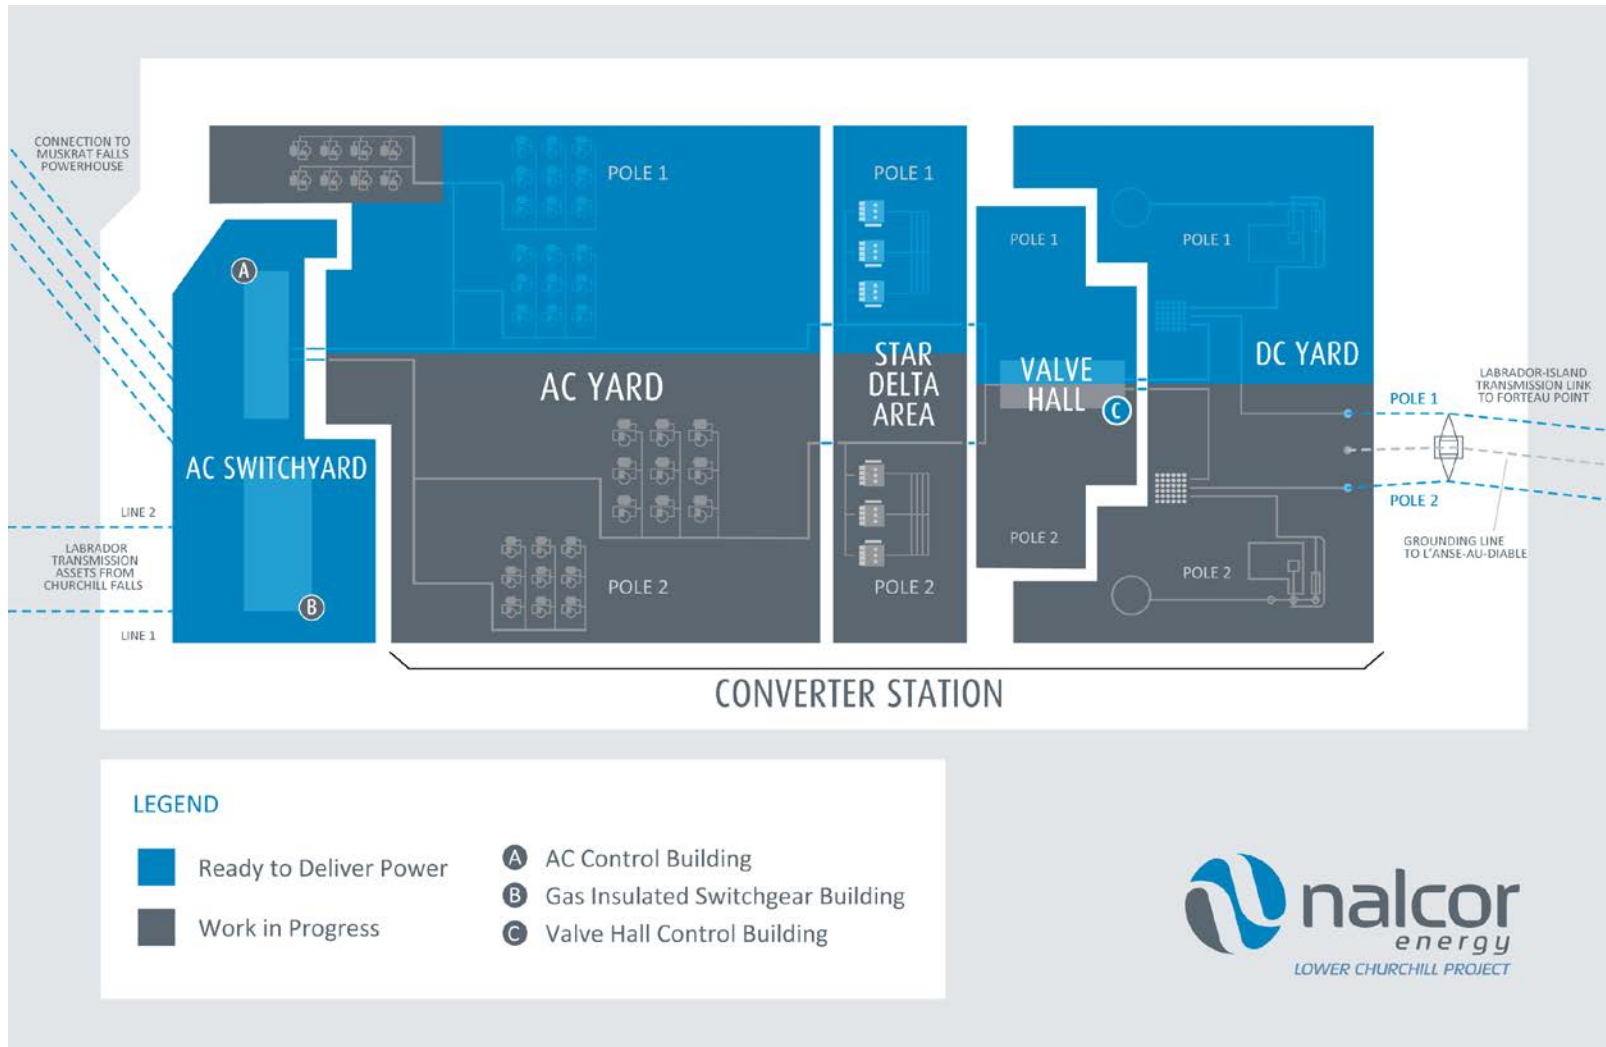 CONNECTION TO
MUSKRAT FALLS
POWERHOUSE
POLE 1
POLE 1
POLE 1
POLE 1
A
AC YARD
STAR
DELTA
AREA
VALVE
HALL
C
DC YARD
LABRADOR-ISLAND
TRANSMISSION LINK
TO FORTEAU POINT
POLE 1
AC SWITCHYARD
POLE 2
LINE 2
LABRADOR
TRANSMISSION
ASSETS FROM
CHURCHILL FALLS
LINE 1
B
POLE 2
POLE 2
POLE 2
POLE 2
GROUNDING LINE
TO L'ANSE-AU-DIABLE
CONVERTER STATION
LEGEND
Ready to Deliver Power
Work in Progress
A AC Control Building
B Gas Insulated Switchgear Building
C Valve Hall Control Building
nalcor
energy
LOWER CHURCHILL PROJECT